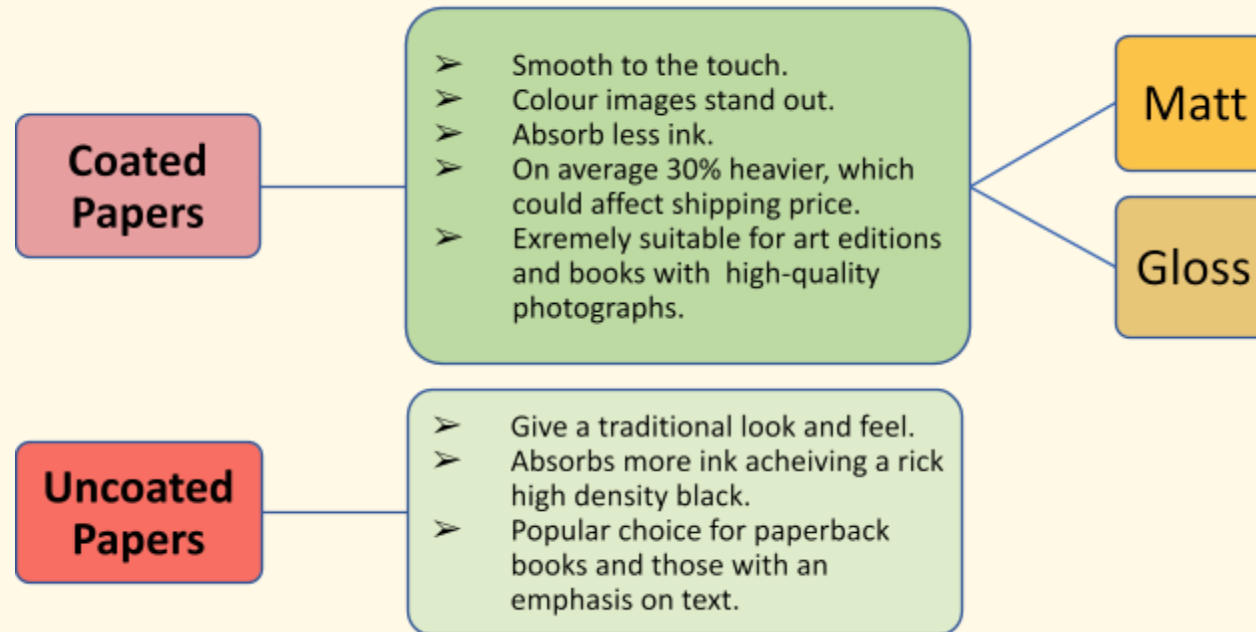 Coated
Papers
➢ Smooth to the touch.
➢ Colour images stand out.
➢ Absorb less ink.
➢ On average 30% heavier, which
could affect shipping price.
➢ Exremely suitable for art editions
and books with high-quality
photographs.
Matt
Gloss
Uncoated
Papers
➢ Give a traditional look and feel.
➢ Absorbs more ink acheiving a rick
high density black.
➢ Popular choice for paperback
books and those with an
emphasis on text.